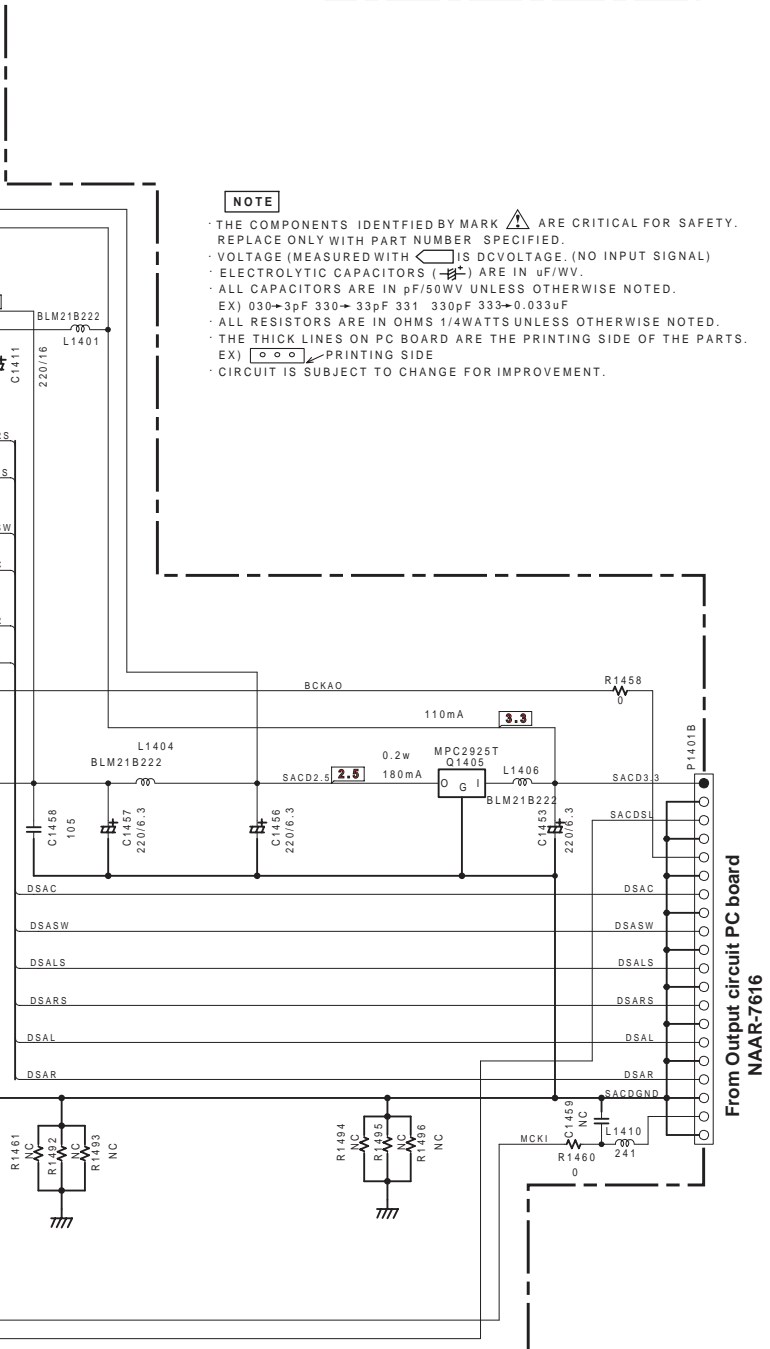 NOTE
· THE COMPONENTS IDENTFIED BY MARK ARE CRITICAL FOR SAFETY.
REPLACE ONLY WITH PART NUMBER SPECIFIED.
· VOLTAGE (MEASURED WITH IS DCVOLTAGE. (NO INPUT SIGNAL)
· ELECTROLYTIC CAPACITORS ( ) ARE IN uF/WV.
· ALL CAPACITORS ARE IN pF/50WV UNLESS OTHERWISE NOTED.
EX) 030→3pF 330→33pF 331 330pF 333→0.033uF
· ALL RESISTORS ARE IN OHMS 1/4WATTS UNLESS OTHERWISE NOTED.
· THE THICK LINES ON PC BOARD ARE THE PRINTING SIDE OF THE PARTS.
EX) PRINTING SIDE
· CIRCUIT IS SUBJECT TO CHANGE FOR IMPROVEMENT.
BLM21B222
L1401
C1411
220/16
RS
S
SW
R
BCKAO
R1458
0
110mA
3.3
P1401B
L1404
BLM21B222
SACD2.5
2.5
0.2w
180mA
MPC2925T
Q1405
O G I
L1406
BLM21B222
SACD3.3
C1458
105
C1457
220/6.3
C1456
220/6.3
C1453
220/6.3
SACDSL
DSAC
DSAC
DSASW
DSASW
DSALS
DSALS
DSARS
DSARS
DSAL
DSAL
DSAR
DSAR
SACDGND
From Output circuit PC board
NAAR-7616
R1461
NC
R1492
NC
R1493
NC
R1494
NC
R1495
NC
R1496
NC
MCKI
R1460
0
C1459
NC
L1410
241